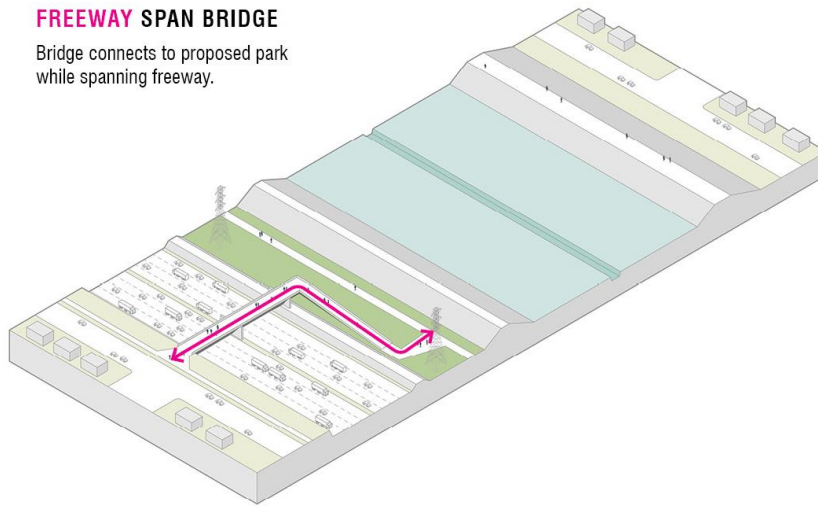 FREEWAY SPAN BRIDGE
Bridge connects to proposed park
while spanning freeway.